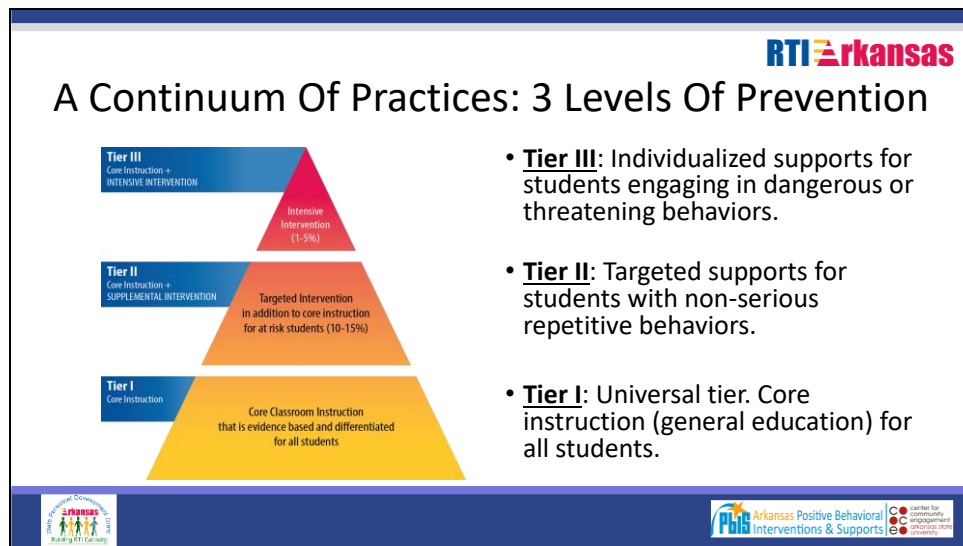 RTI Arkansas
A Continuum Of Practices: 3 Levels Of Prevention
Tier III
Core Instruction +
INTENSIVE INTERVENTION
Intensive
Intervention
(1-5%)
Tier II
Core Instruction +
SUPPLEMENTAL INTERVENTION
Targeted Intervention
in addition to core instruction
for at risk students (10-15%)
Tier I
Core Instruction
Core Classroom Instruction
that is evidence based and differentiated
for all students
• Tier III: Individualized supports for
students engaging in dangerous or
threatening behaviors.
• Tier II: Targeted supports for
students with non-serious
repetitive behaviors.
• Tier I: Universal tier. Core
instruction (general education) for
all students.
State Personnel Development Grant
Arkansas
Building RTI Capacity
PbiS
Arkansas Positive Behavioral
Interventions & Supports
center for
community
engagement
arkansas state
university